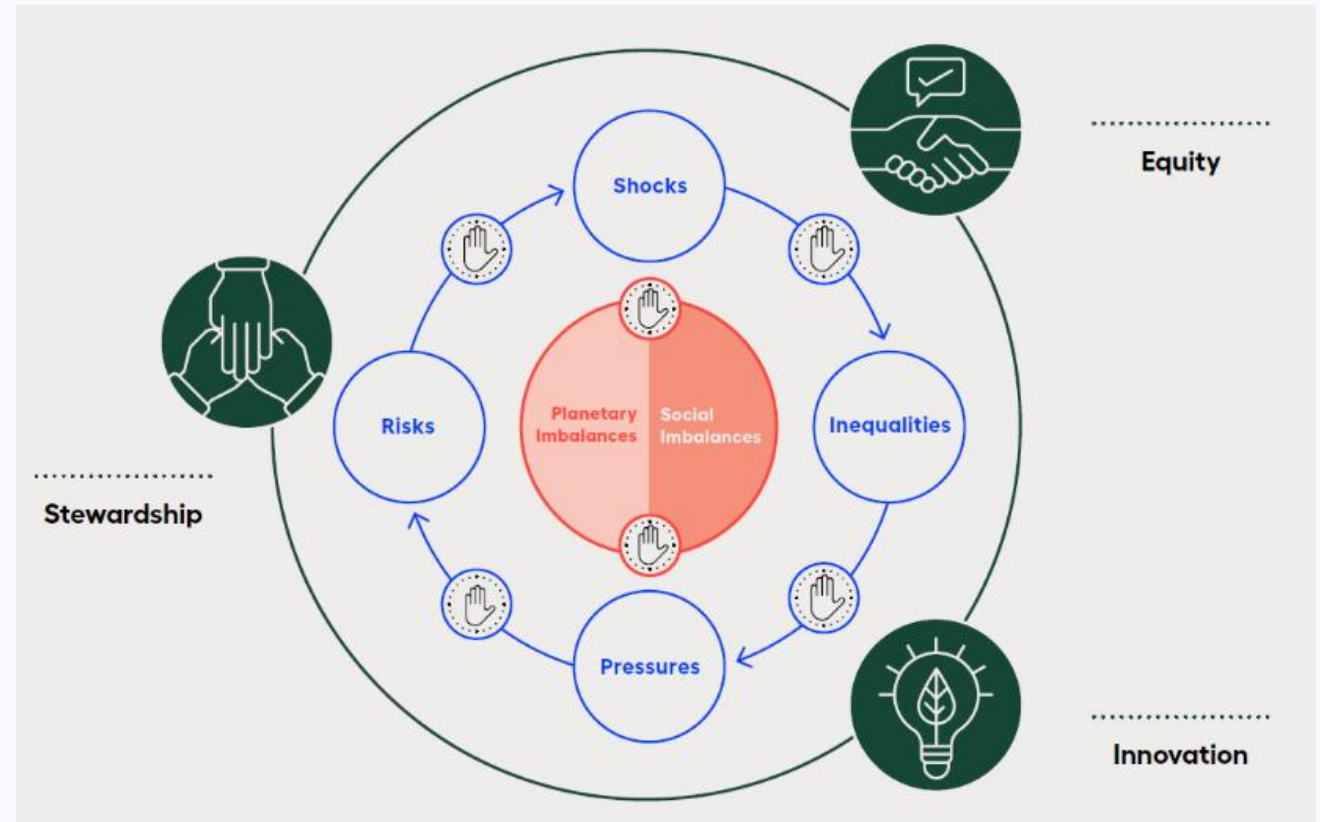 Shocks
Equity
Planetary
Imbalances
Social
Imbalances
Risks
Inequalities
Stewardship
Pressures
Innovation